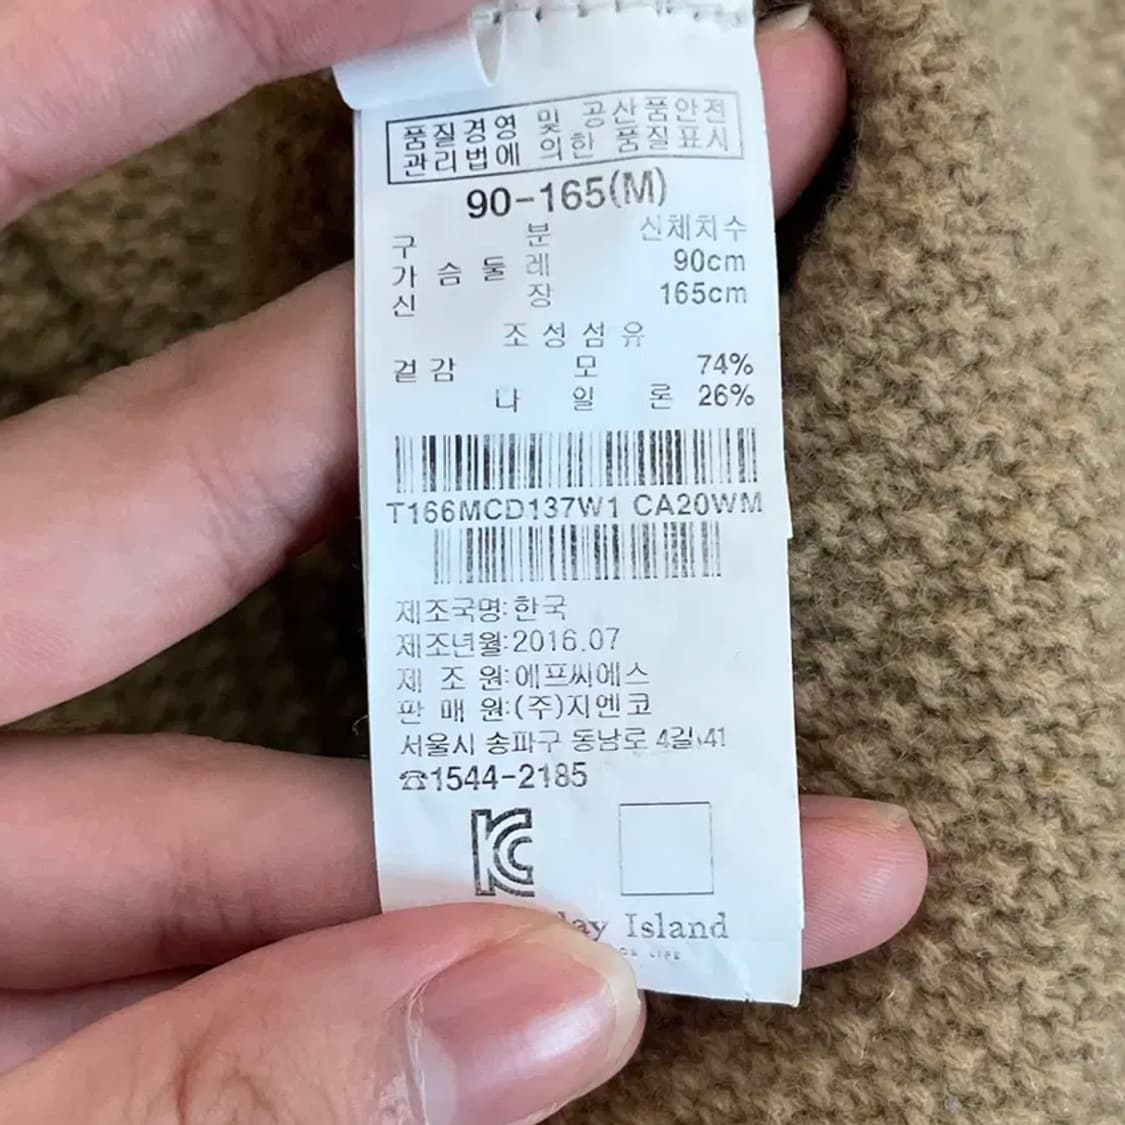 품질경영 및 공산품안전
관리법에 의한 품질표시
90-165(M)
구 분 신체치수
가슴둘레 90cm
신 장 165cm
조성섬유
겉감 모 74%
나일론 26%
T166MCD137W1 CA20WM
제조국명:한국
제조년월:2016.07
제 조 원:에프씨에스
판 매 원:(주)지엔코
서울시 송파구 동남로 4길 41
☎1544-2185
KC
Island
LIFE